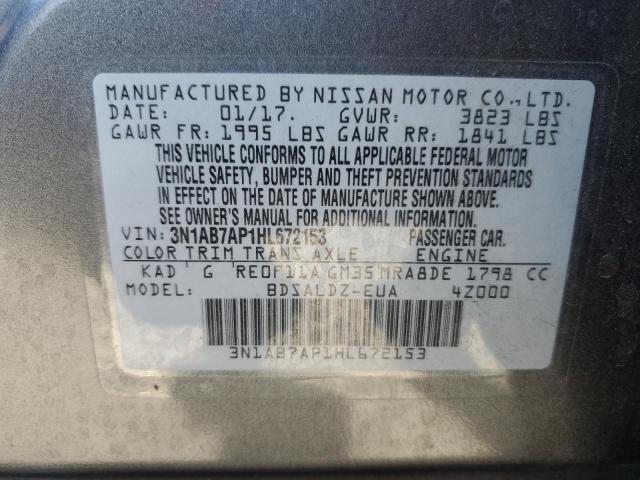 MANUFACTURED BY NISSAN MOTOR CO., LTD.
DATE: 01/17. GVWR: 3823 LBS
GAWR FR: 1995 LBS GAWR RR: 1841 LBS
THIS VEHICLE CONFORMS TO ALL APPLICABLE FEDERAL MOTOR
VEHICLE SAFETY, BUMPER AND THEFT PREVENTION STANDARDS
IN EFFECT ON THE DATE OF MANUFACTURE SHOWN ABOVE.
SEE OWNER'S MANUAL FOR ADDITIONAL INFORMATION.
VIN: 3N1AB7AP1HL672153 PASSENGER CAR.
COLOR TRIM TRANS AXLE ENGINE
KAD G RE0F11A GM35 MRA8DE 1798 CC
MODEL: BDSALDZ-EUA 4Z000
3N1AB7AP1HL672153